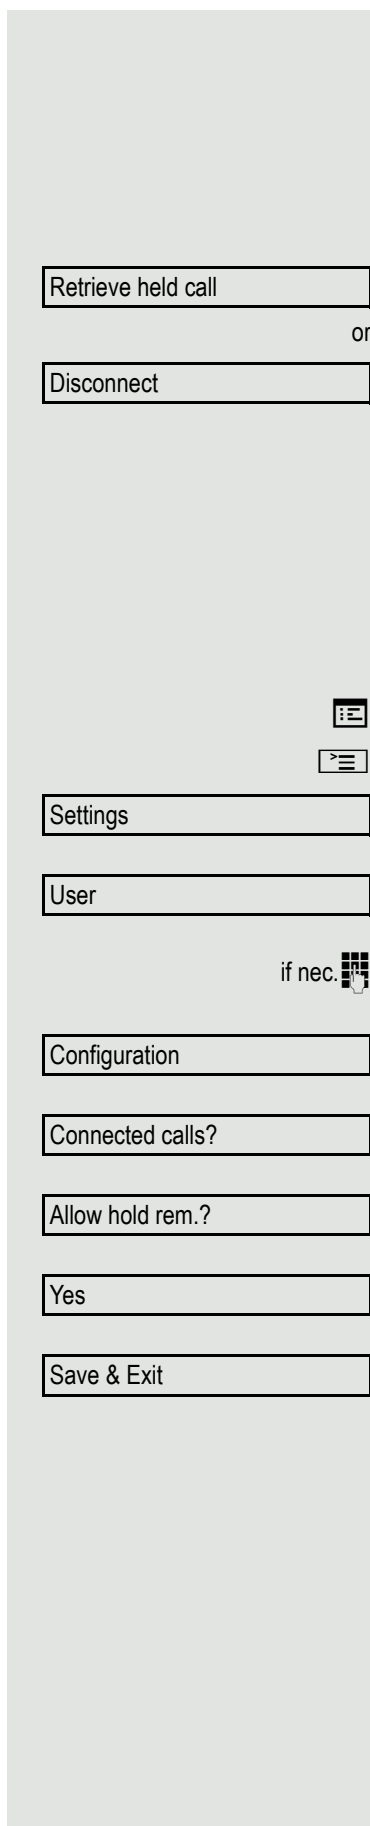 Retrieve held call
or
Disconnect
Settings
User
if nec.
Configuration
Connected calls?
Allow hold rem.?
Yes
Save & Exit